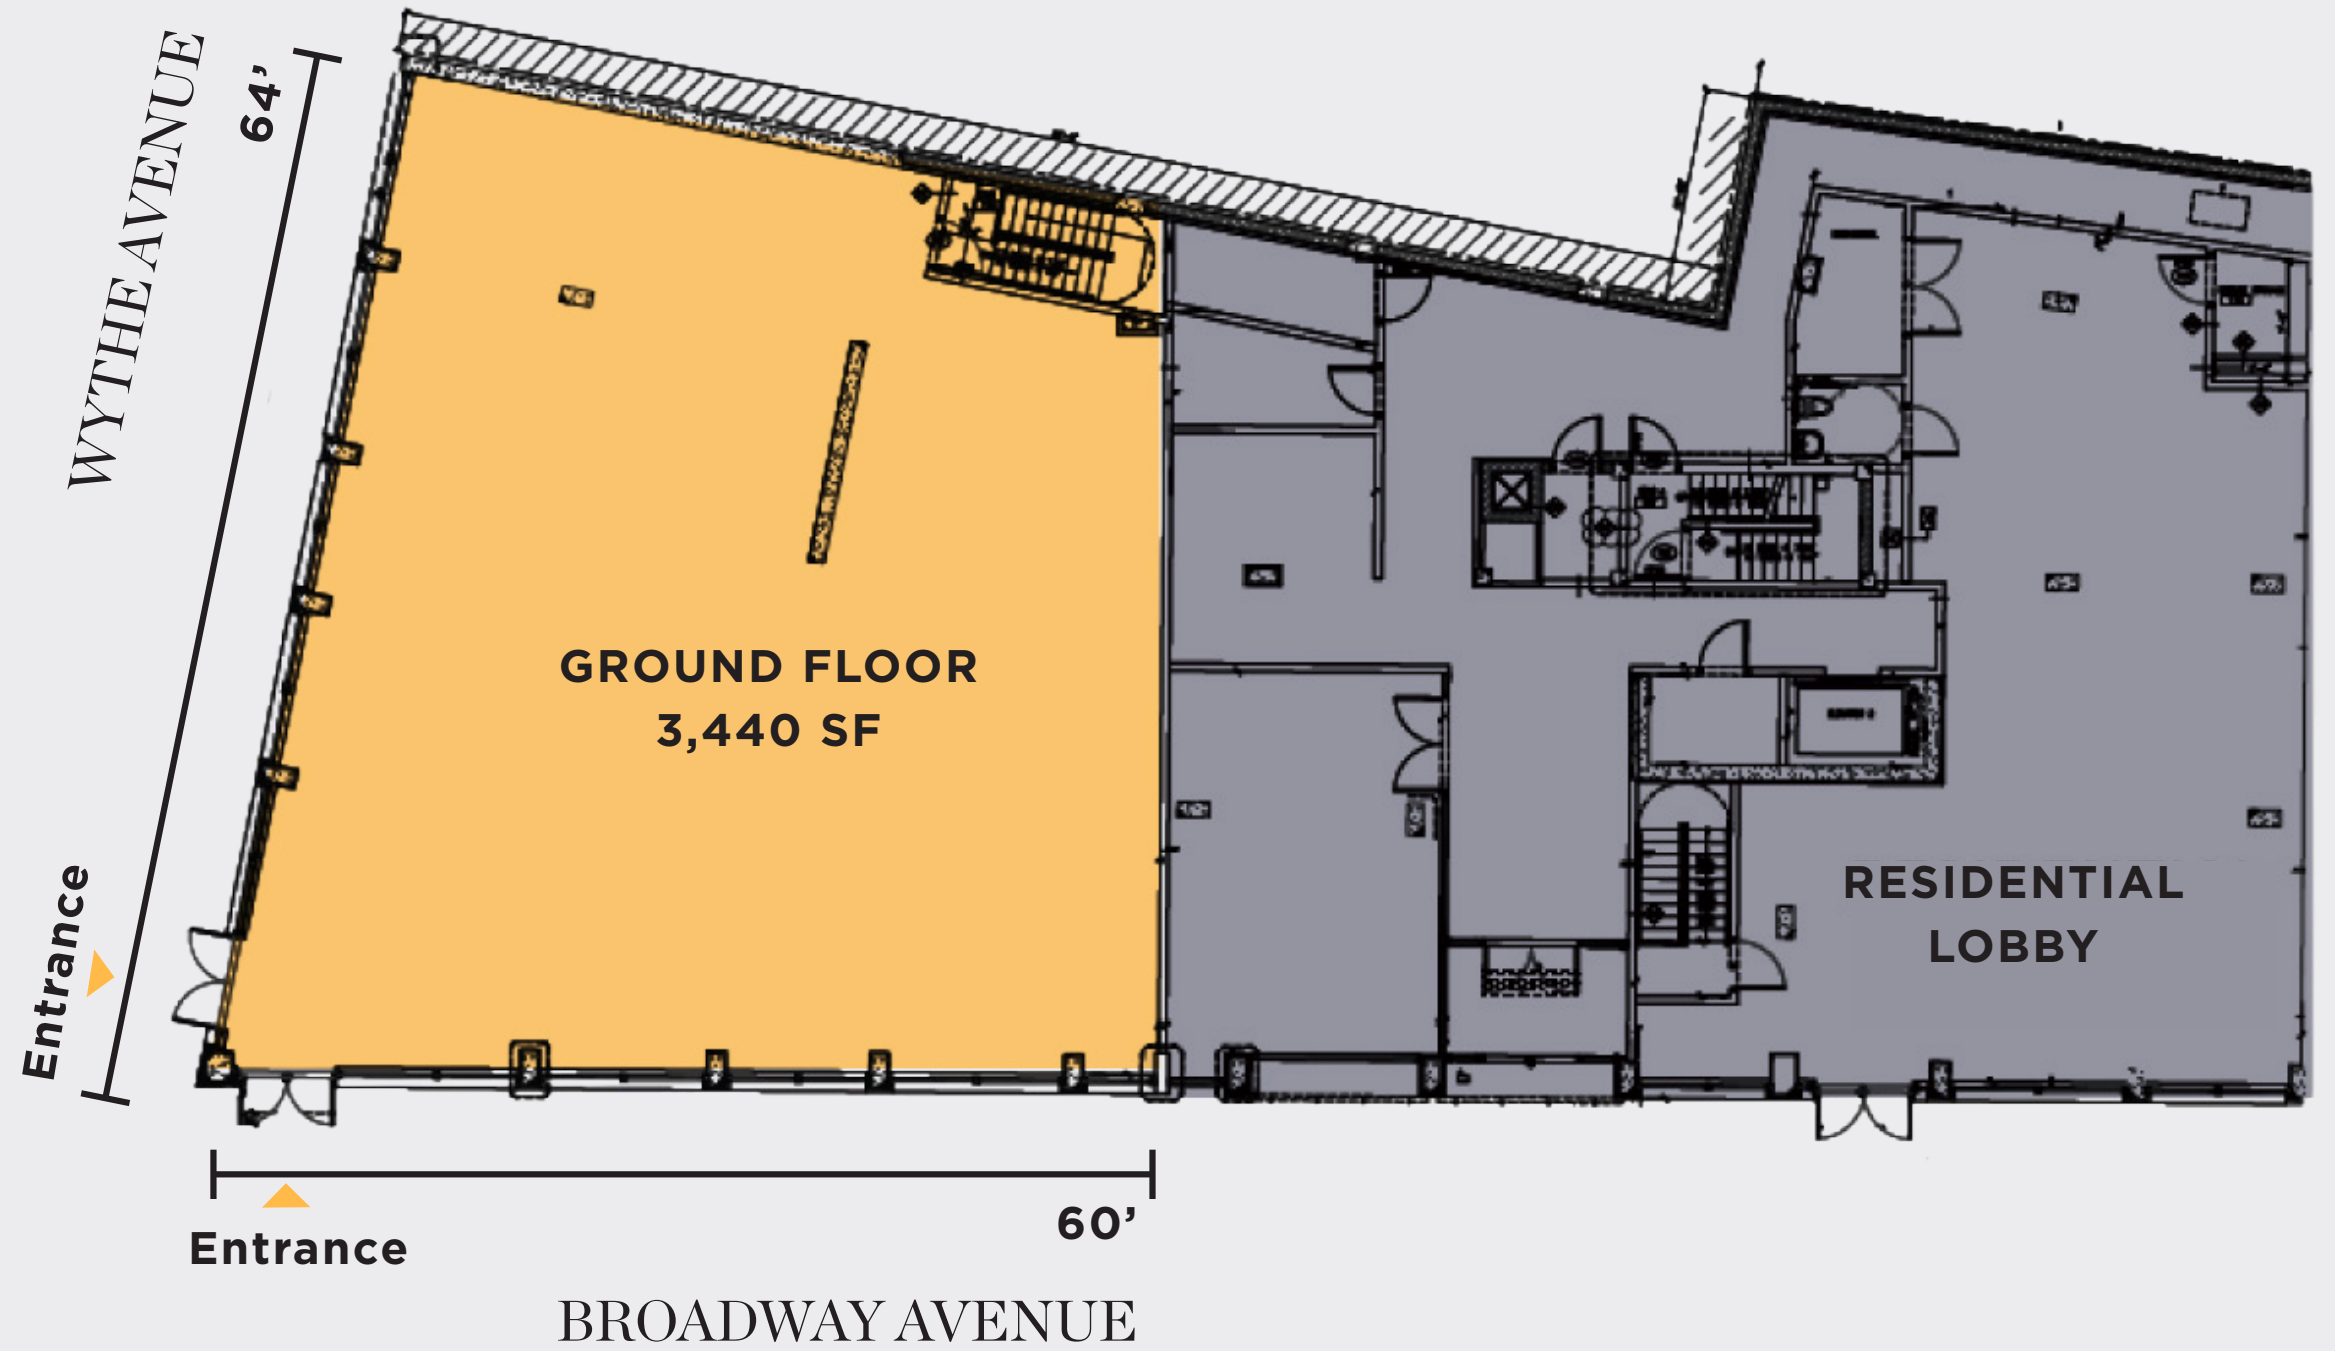 WYTHE AVENUE
64’
GROUND FLOOR
3,440 SF
RESIDENTIAL
LOBBY
Entrance
60’
Entrance
BROADWAY AVENUE